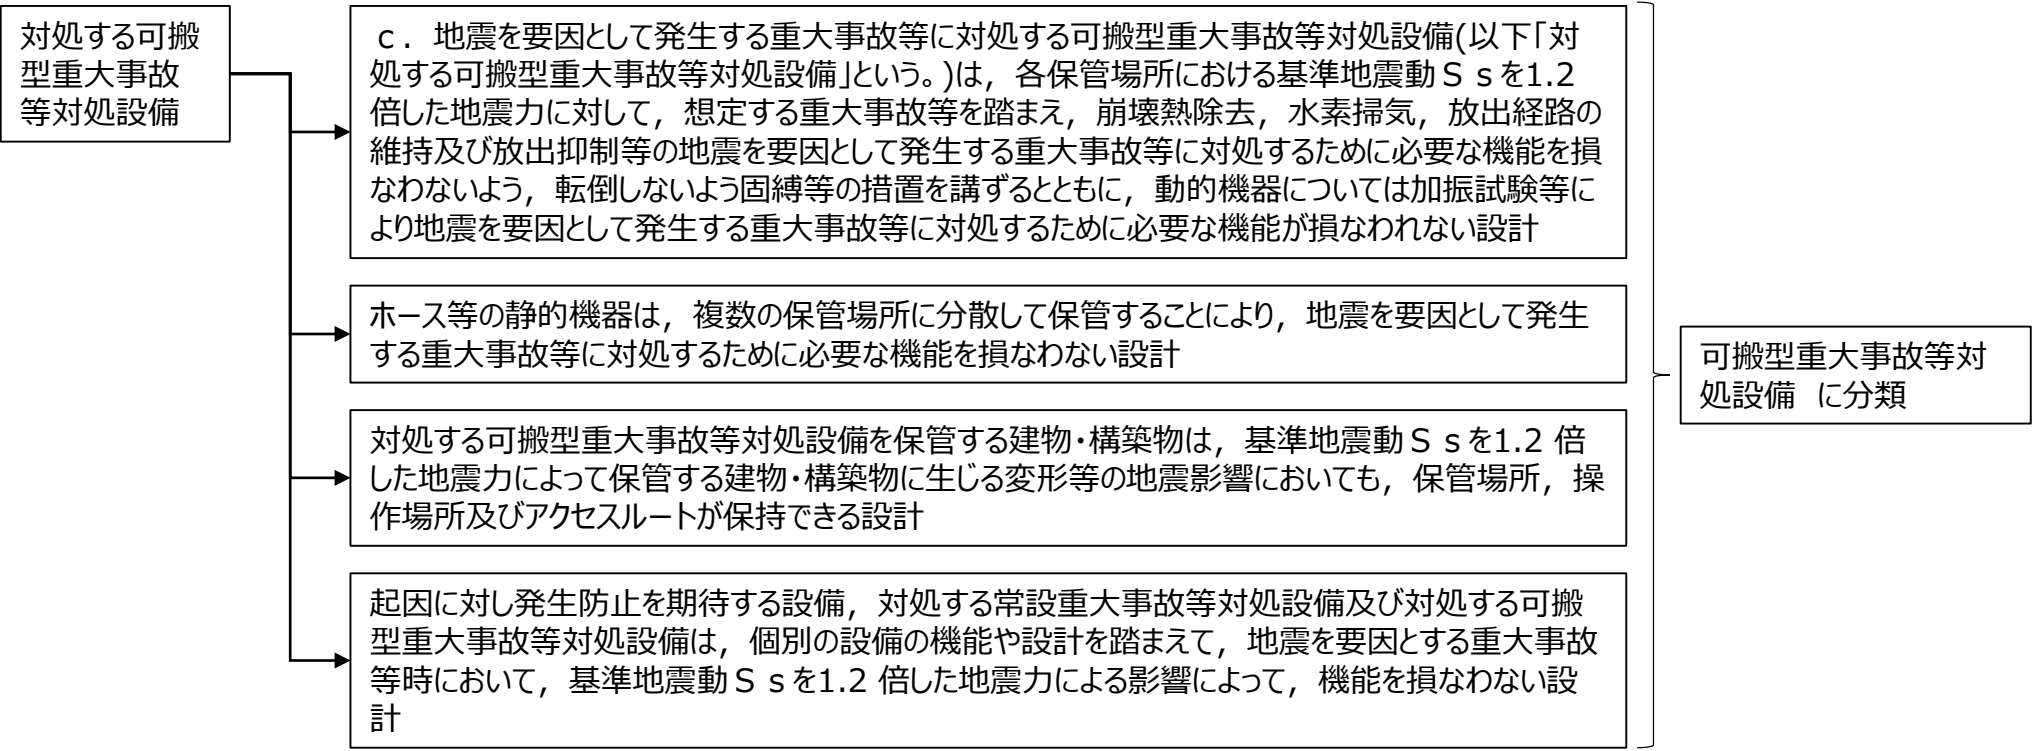 対処する可搬
型重大事故
等対処設備
ｃ．地震を要因として発生する重大事故等に対処する可搬型重大事故等対処設備(以下｢対
処する可搬型重大事故等対処設備｣という｡)は，各保管場所における基準地震動Ｓｓを1.2
倍した地震力に対して，想定する重大事故等を踏まえ，崩壊熱除去，水素掃気，放出経路の
維持及び放出抑制等の地震を要因として発生する重大事故等に対処するために必要な機能を損
なわないよう，転倒しないよう固縛等の措置を講ずるとともに，動的機器については加振試験等に
より地震を要因として発生する重大事故等に対処するために必要な機能が損なわれない設計
ホース等の静的機器は，複数の保管場所に分散して保管することにより，地震を要因として発生
する重大事故等に対処するために必要な機能を損なわない設計
対処する可搬型重大事故等対処設備を保管する建物・構築物は，基準地震動Ｓｓを1.2 倍
した地震力によって保管する建物・構築物に生じる変形等の地震影響においても，保管場所，操
作場所及びアクセスルートが保持できる設計
起因に対し発生防止を期待する設備，対処する常設重大事故等対処設備及び対処する可搬
型重大事故等対処設備は，個別の設備の機能や設計を踏まえて，地震を要因とする重大事故
等時において，基準地震動Ｓｓを1.2 倍した地震力による影響によって，機能を損なわない設
計
可搬型重大事故等対
処設備　に分類